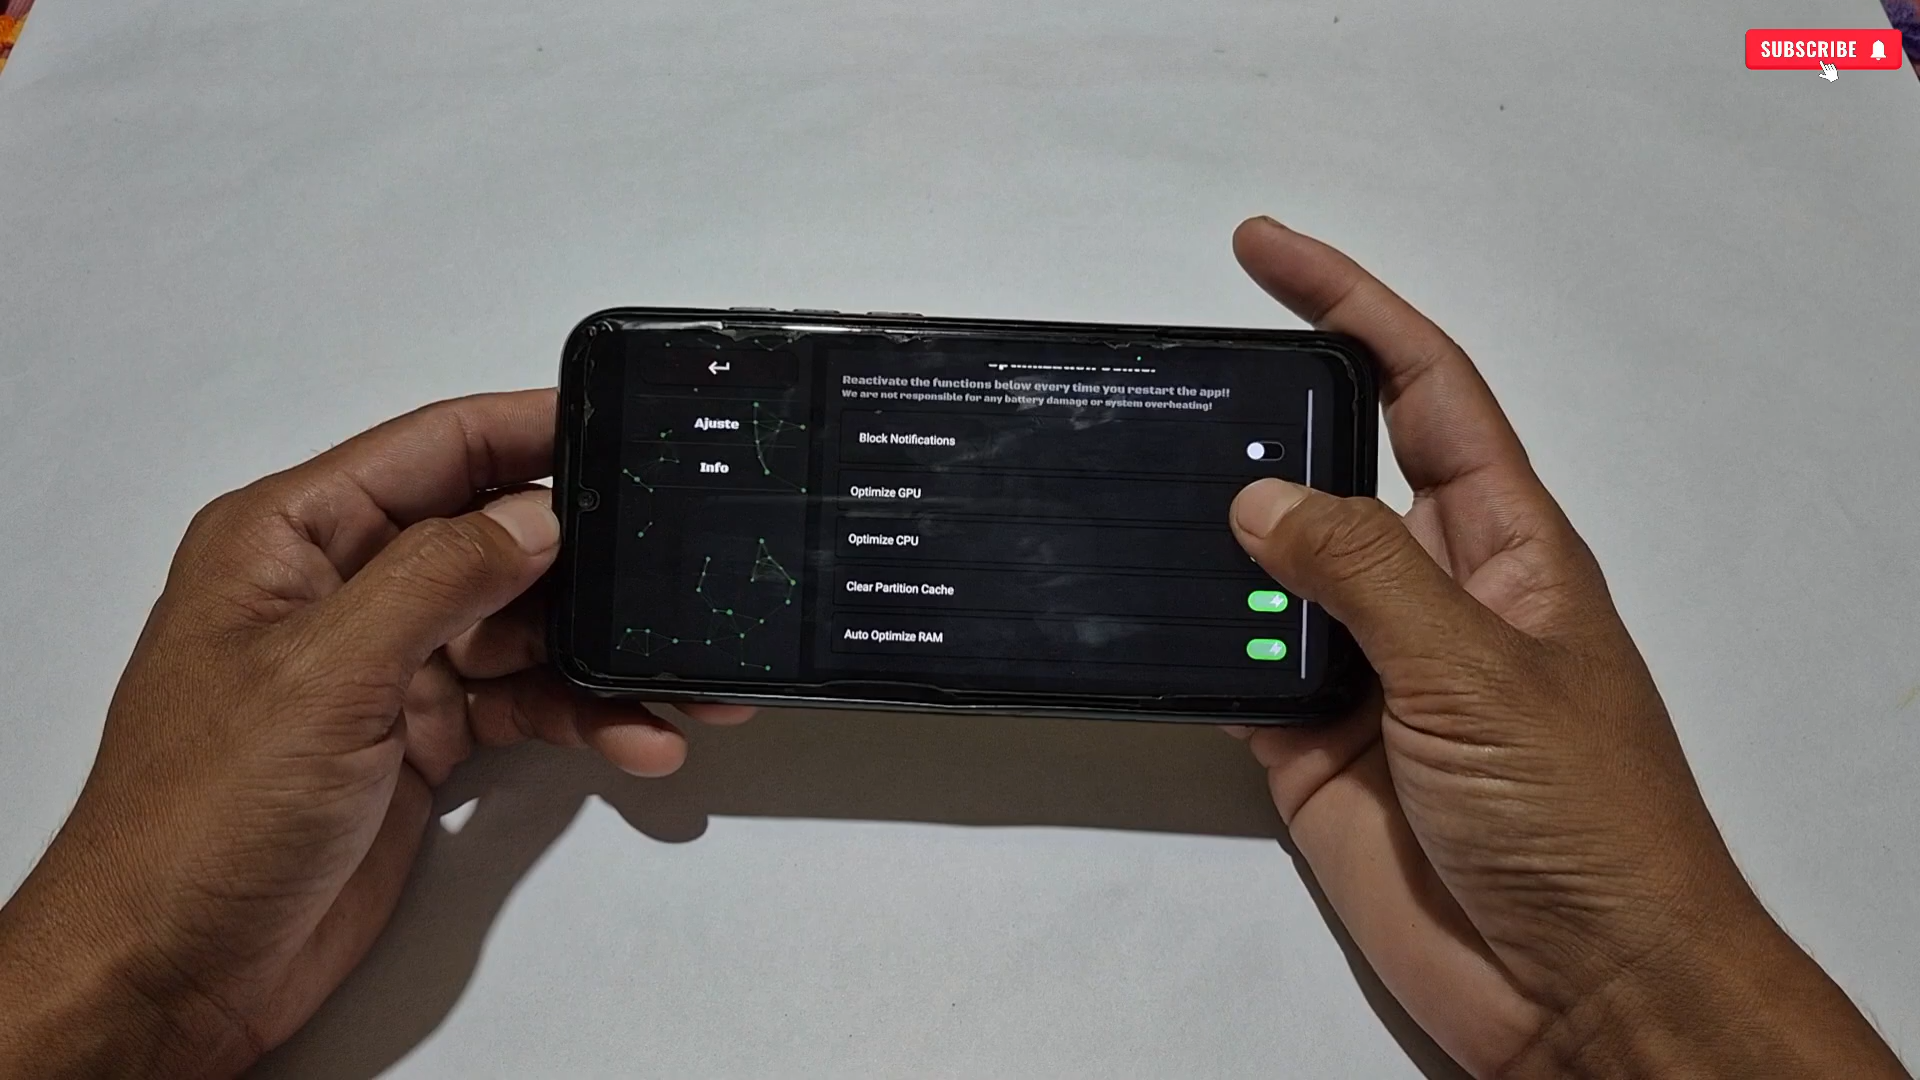 SUBSCRIBE
Reactivate the functions below every time you restart the app!!
We are not responsible for any battery damage or system overheating!
Ajuste
Info
Block Notifications
Optimize GPU
Optimize CPU
Clear Partition Cache
Auto Optimize RAM